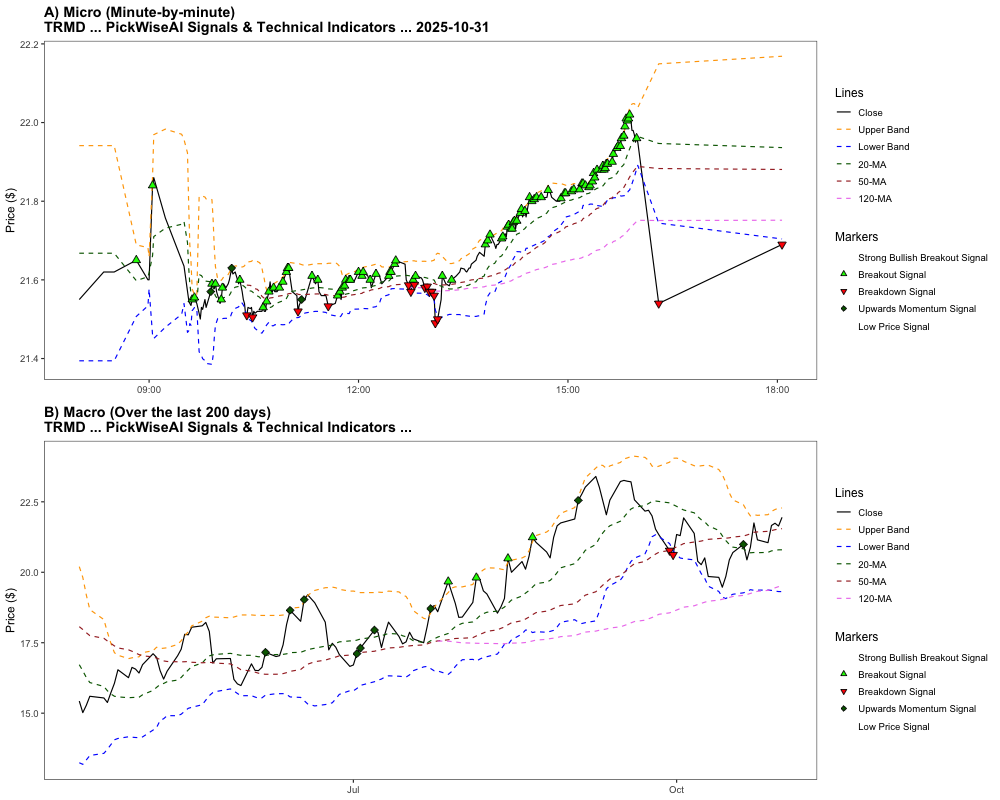 A) Micro (Minute-by-minute)
TRMD ... PickWiseAI Signals & Technical Indicators ... 2025-10-31
Price ($)
22.2
22.0
21.8
21.6
21.4
09:00
12:00
15:00
18:00
Lines
Close
Upper Band
Lower Band
20-MA
50-MA
120-MA
Markers
Strong Bullish Breakout Signal
Breakout Signal
Breakdown Signal
Upwards Momentum Signal
Low Price Signal
B) Macro (Over the last 200 days)
TRMD ... PickWiseAI Signals & Technical Indicators ...
Price ($)
22.5
20.0
17.5
15.0
Jul
Oct
Lines
Close
Upper Band
Lower Band
20-MA
50-MA
120-MA
Markers
Strong Bullish Breakout Signal
Breakout Signal
Breakdown Signal
Upwards Momentum Signal
Low Price Signal